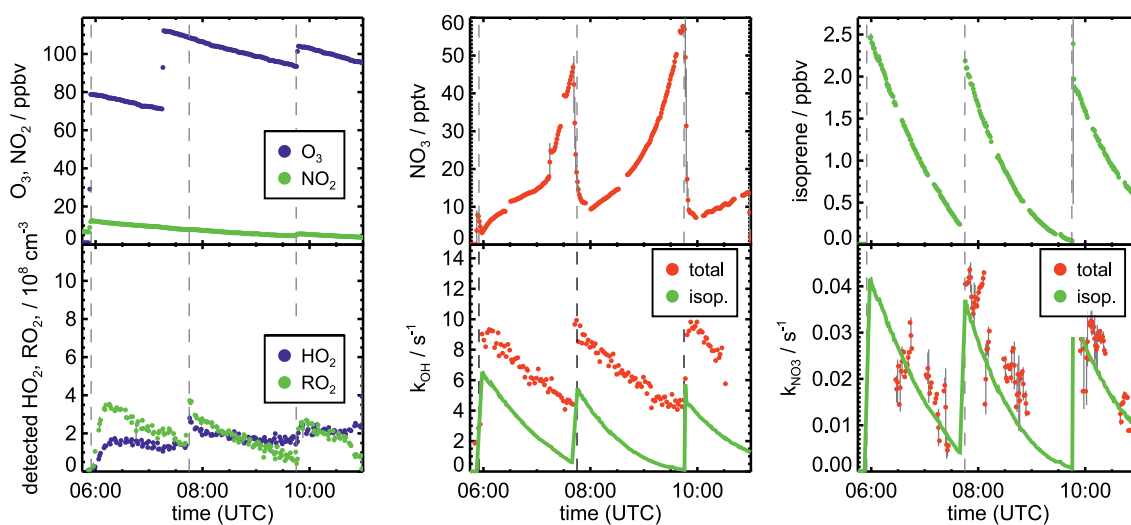 O3, NO2 / ppbv
100
80
60
40
20
0
O3
NO2
NO3 / pptv
60
50
40
30
20
10
0
isoprene / ppbv
2.5
2.0
1.5
1.0
0.5
0.0
detected HO2, RO2, / 10^8 cm^-3
10
8
6
4
2
0
HO2
RO2
06:00 08:00 10:00
time (UTC)
kOH / s^-1
14
12
10
8
6
4
2
0
total
isop.
06:00 08:00 10:00
time (UTC)
kNO3 / s^-1
0.04
0.03
0.02
0.01
0.00
total
isop.
06:00 08:00 10:00
time (UTC)